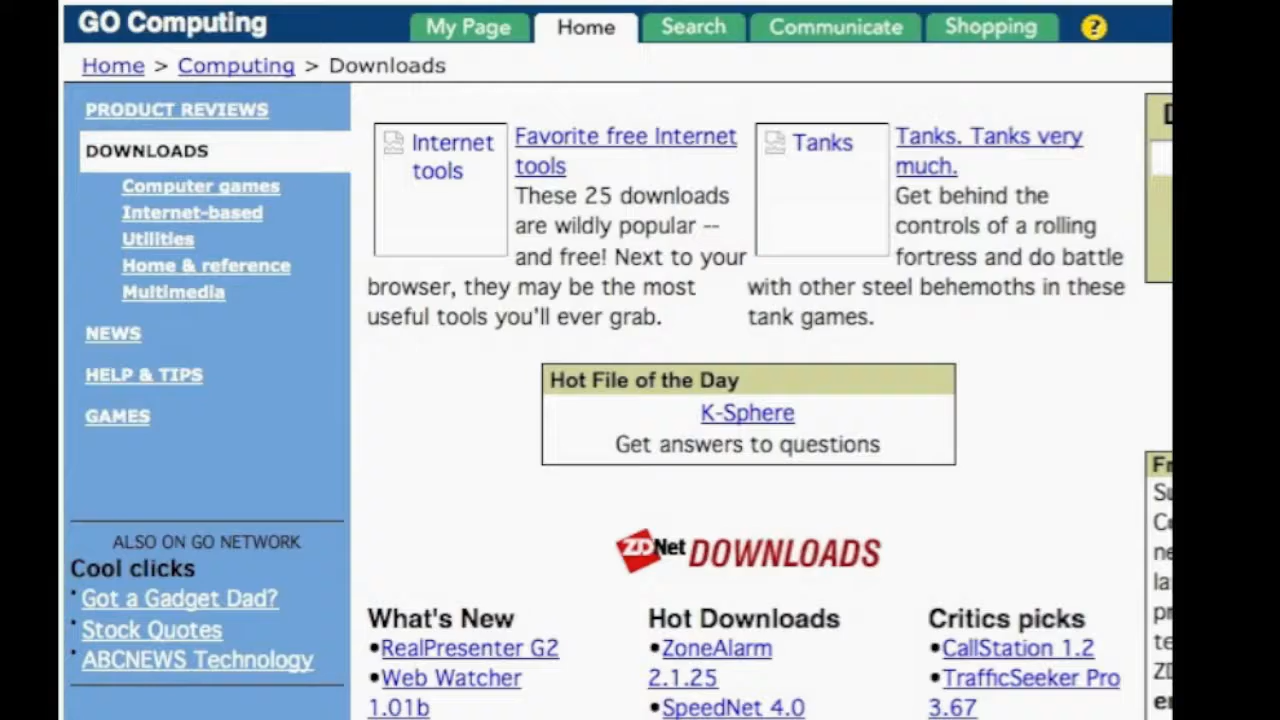 GO Computing
My Page
Home
Search
Communicate
Shopping
?
Home > Computing > Downloads
PRODUCT REVIEWS
DOWNLOADS
Computer games
Internet-based
Utilities
Home & reference
Multimedia
NEWS
HELP & TIPS
GAMES
ALSO ON GO NETWORK
Cool clicks
Got a Gadget Dad?
Stock Quotes
ABCNEWS Technology
Internet
tools
Favorite free Internet
tools
These 25 downloads
are wildly popular --
and free! Next to your
browser, they may be the most
useful tools you'll ever grab.
Tanks
Tanks. Tanks very
much.
Get behind the
controls of a rolling
fortress and do battle
with other steel behemoths in these
tank games.
Hot File of the Day
K-Sphere
Get answers to questions
ZDNet DOWNLOADS
What's New
•RealPresenter G2
•Web Watcher
1.01b
Hot Downloads
•ZoneAlarm
2.1.25
•SpeedNet 4.0
Critics picks
•CallStation 1.2
•TrafficSeeker Pro
3.67